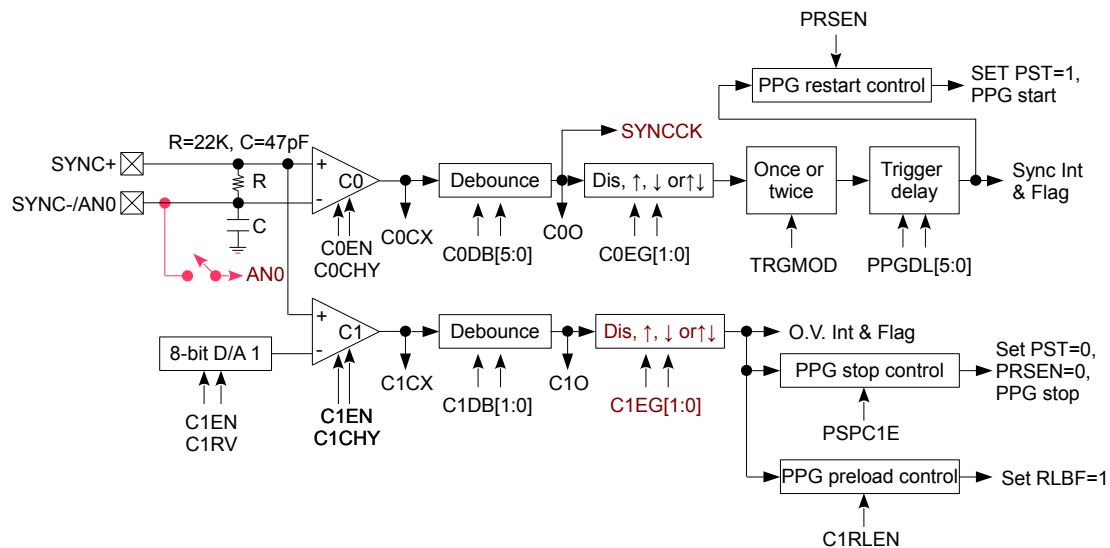 PRSEN
PPG restart control
SET PST=1,
PPG start
R=22K, C=47pF
SYNCCK
SYNC+
+
R
C0
Debounce
Dis, ↑, ↓ or↑↓
Once or
twice
Trigger
delay
Sync Int
& Flag
SYNC-/AN0
-
C
C0EN
C0CHY
C0CX
C0DB[5:0]
C0O
C0EG[1:0]
TRGMOD
PPGDL[5:0]
AN0
+
C1
Debounce
Dis, ↑, ↓ or↑↓
O.V. Int & Flag
8-bit D/A 1
-
C1EN
C1RV
C1EN
C1CHY
C1CX
C1DB[1:0]
C1O
C1EG[1:0]
PPG stop control
Set PST=0,
PRSEN=0,
PPG stop
PSPC1E
PPG preload control
Set RLBF=1
C1RLEN